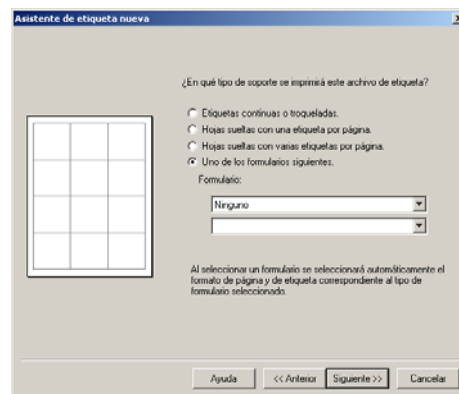 Asistente de etiqueta nueva
¿En qué tipo de soporte se imprimirá este archivo de etiqueta?
Etiquetas continuas o troqueladas.
Hojas sueltas con una etiqueta por página.
Hojas sueltas con varias etiquetas por página.
Uno de los formularios siguientes.
Formulario:
Ninguno
Al seleccionar un formulario se seleccionará automáticamente el
formato de página y de etiqueta correspondiente al tipo de
formulario seleccionado.
Ayuda
<< Anterior
Siguiente >>
Cancelar